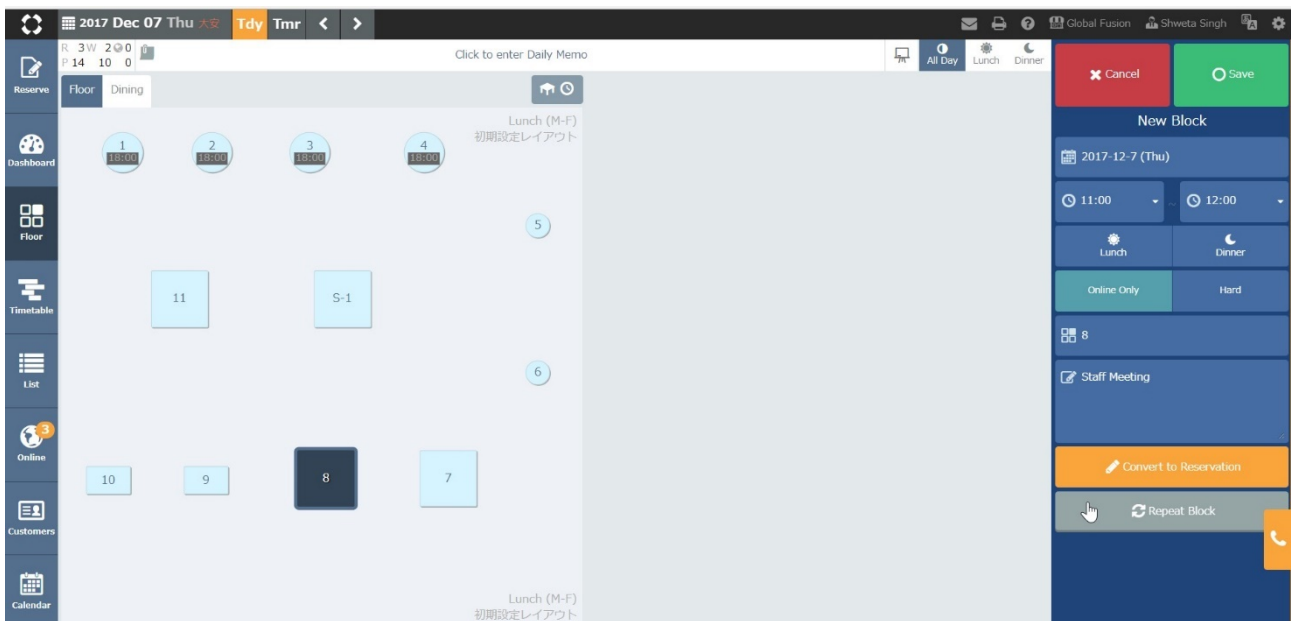 2017 Dec 07 Thu 大安 Tdy Tmr
Global Fusion Shweta Singh
R 3 W 2 0
P 14 10 0
Click to enter Daily Memo
All Day Lunch Dinner
Reserve
Dashboard
Floor
Timetable
List
3
Online
Customers
Calendar
Floor Dining
Lunch (M-F)
初期設定レイアウト
1 2 3 4
18:00 18:00 18:00 18:00
5
11 S-1
6
10 9 8 7
Lunch (M-F)
初期設定レイアウト
Cancel Save
New Block
2017-12-7 (Thu)
11:00 ~ 12:00
Lunch Dinner
Online Only Hard
8
Staff Meeting
Convert to Reservation
Repeat Block